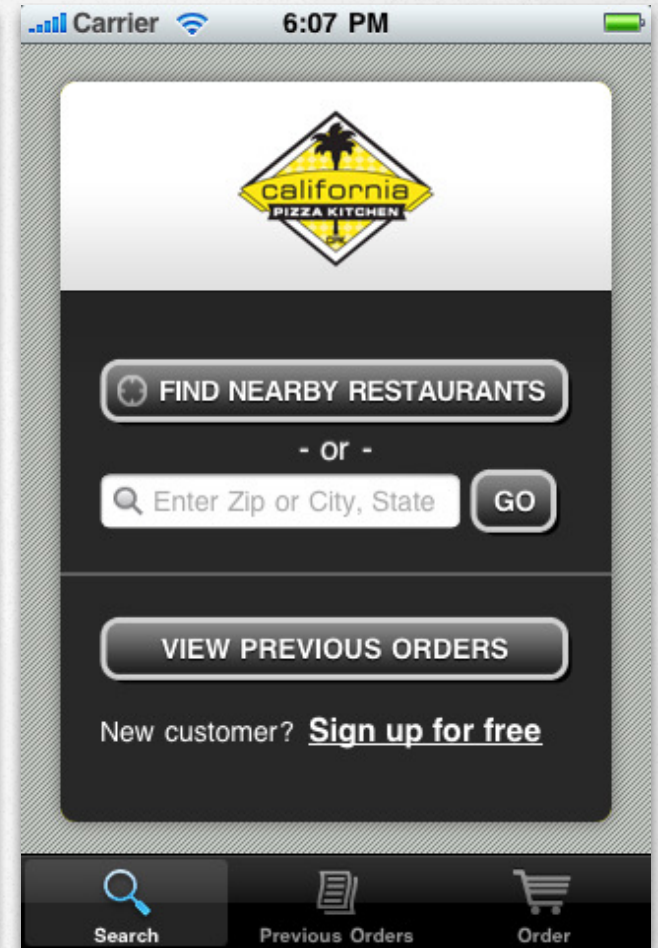 Carrier 6:07 PM
california
PIZZA KITCHEN
CPK
FIND NEARBY RESTAURANTS
- or -
Enter Zip or City, State GO
VIEW PREVIOUS ORDERS
New customer? Sign up for free
Search Previous Orders Order